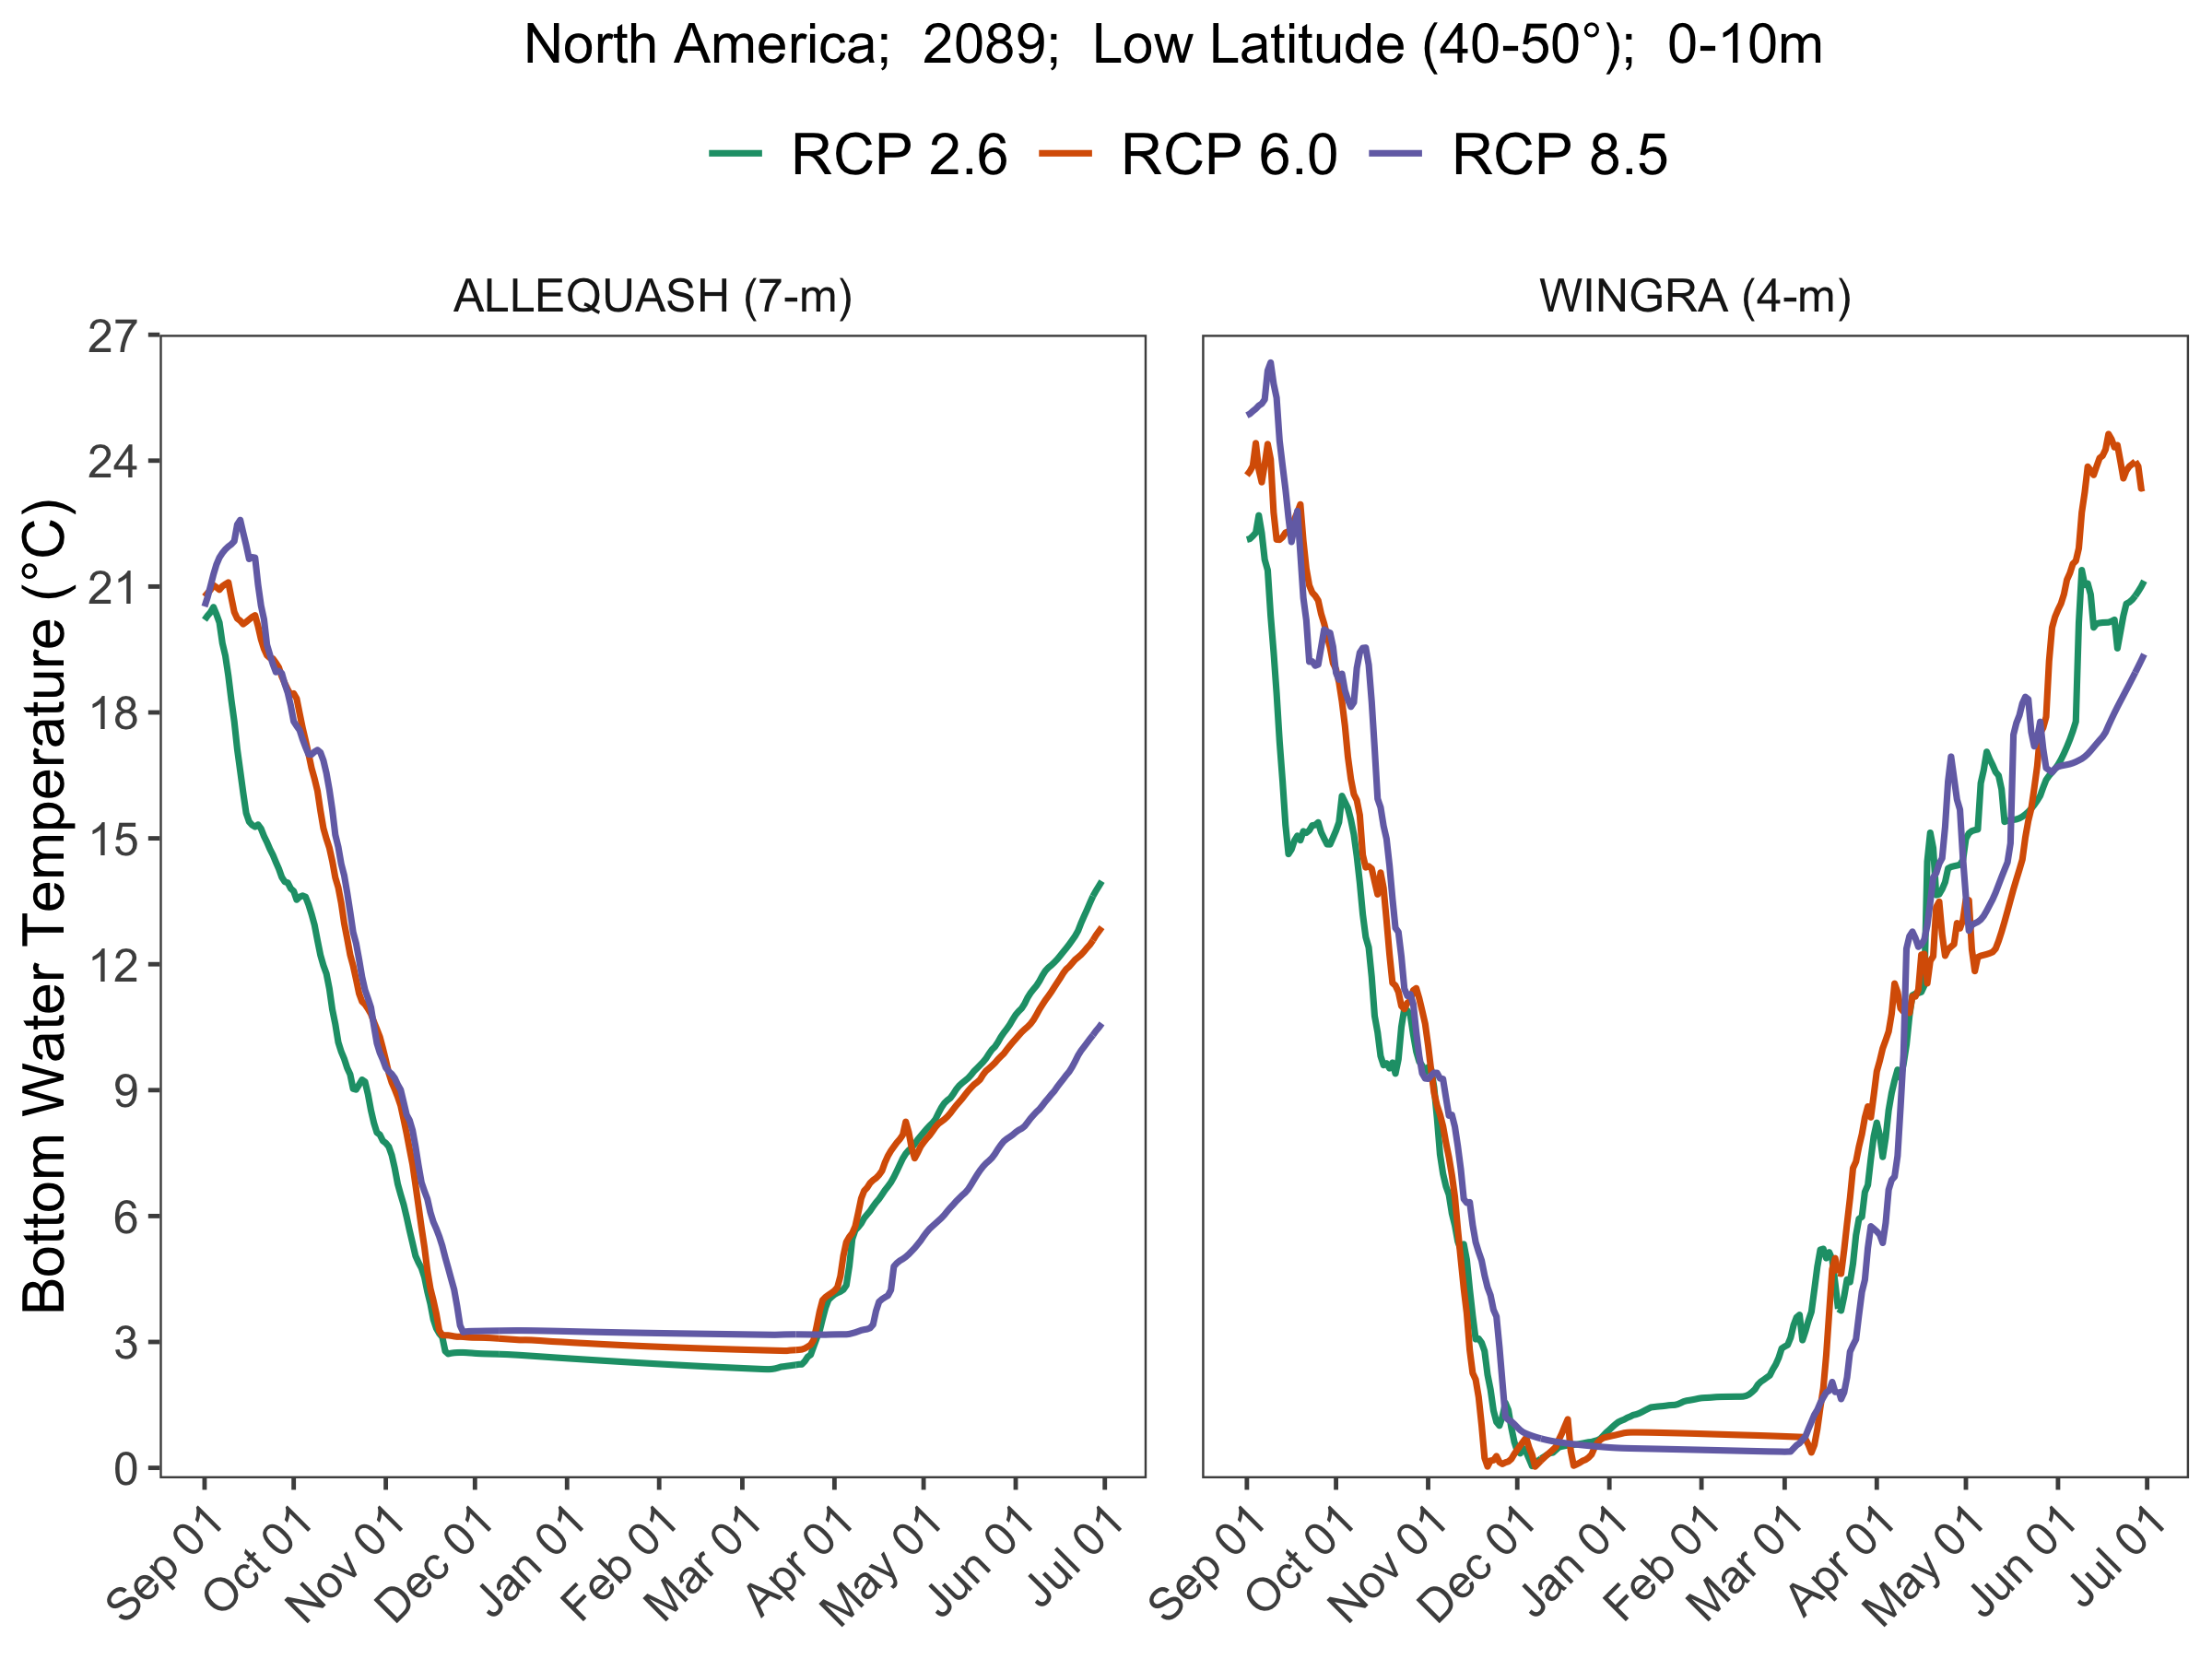 North America;  2089;  Low Latitude (40-50°);  0-10m
RCP 2.6 RCP 6.0 RCP 8.5
ALLEQUASH (7-m)
WINGRA (4-m)
Bottom Water Temperature (°C)
27
24
21
18
15
12
9
6
3
0
Sep 01 Oct 01 Nov 01 Dec 01 Jan 01 Feb 01 Mar 01 Apr 01 May 01 Jun 01 Jul 01
Sep 01 Oct 01 Nov 01 Dec 01 Jan 01 Feb 01 Mar 01 Apr 01 May 01 Jun 01 Jul 01